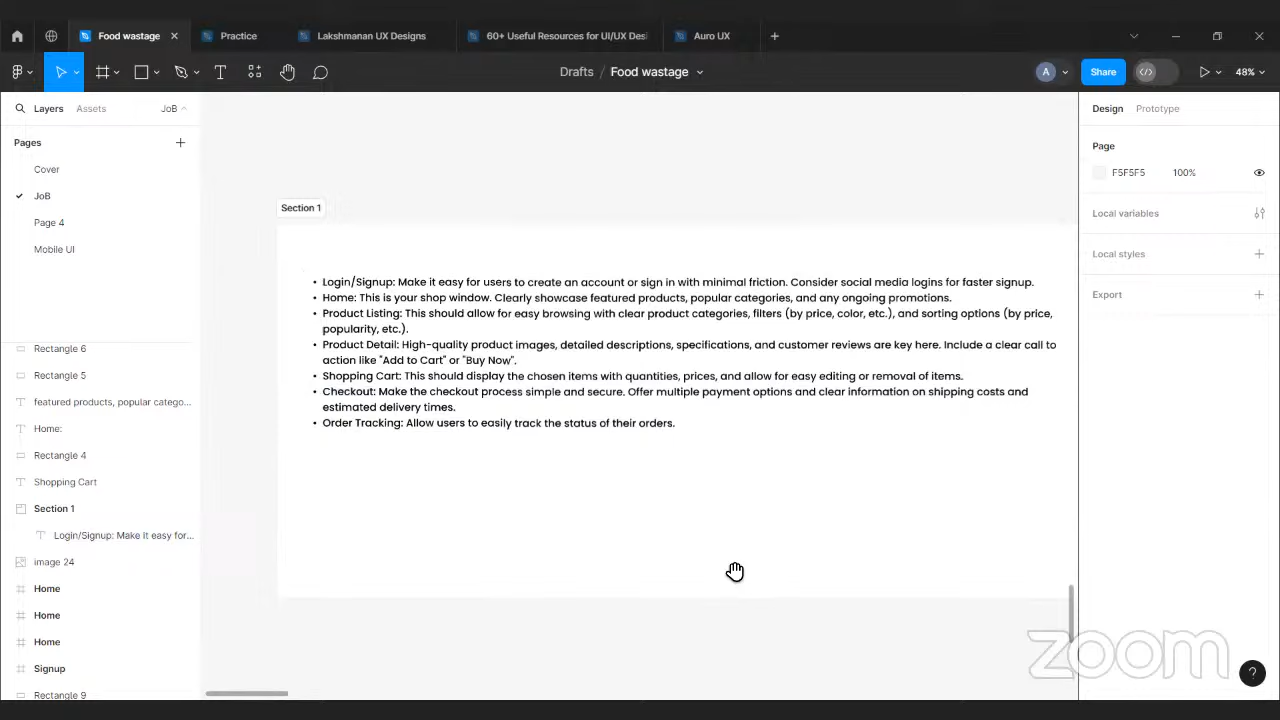 Food wastage
Practice
Lakshmanan UX Designs
60+ Useful Resources for UI/UX Desi
Auro UX
Drafts / Food wastage
A
Share
48%
Layers
Assets
JoB
Design
Prototype
Pages
Cover
JoB
Page 4
Mobile UI
Page
F5F5F5
100%
Local variables
Local styles
Export
Rectangle 6
Rectangle 5
featured products, popular catego...
Home:
Rectangle 4
Shopping Cart
Section 1
Login/Signup: Make it easy for...
image 24
Home
Home
Home
Signup
Rectangle 9
Section 1
• Login/Signup: Make it easy for users to create an account or sign in with minimal friction. Consider social media logins for faster signup.
• Home: This is your shop window. Clearly showcase featured products, popular categories, and any ongoing promotions.
• Product Listing: This should allow for easy browsing with clear product categories, filters (by price, color, etc.), and sorting options (by price,
popularity, etc.).
• Product Detail: High-quality product images, detailed descriptions, specifications, and customer reviews are key here. Include a clear call to
action like "Add to Cart" or "Buy Now".
• Shopping Cart: This should display the chosen items with quantities, prices, and allow for easy editing or removal of items.
• Checkout: Make the checkout process simple and secure. Offer multiple payment options and clear information on shipping costs and
estimated delivery times.
• Order Tracking: Allow users to easily track the status of their orders.
zoom
?